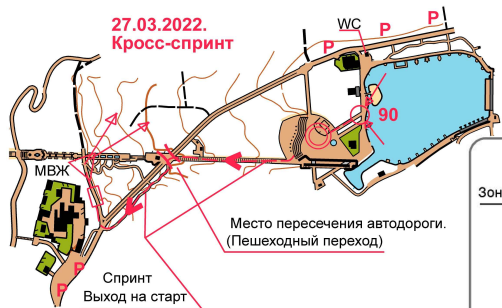 27.03.2022.
Кросс-спринт
WC
P
P
P
P
90
МВЖ
Зон
Место пересечения автодороги.
(Пешеходный переход)
P
P
Спринт
Выход на старт